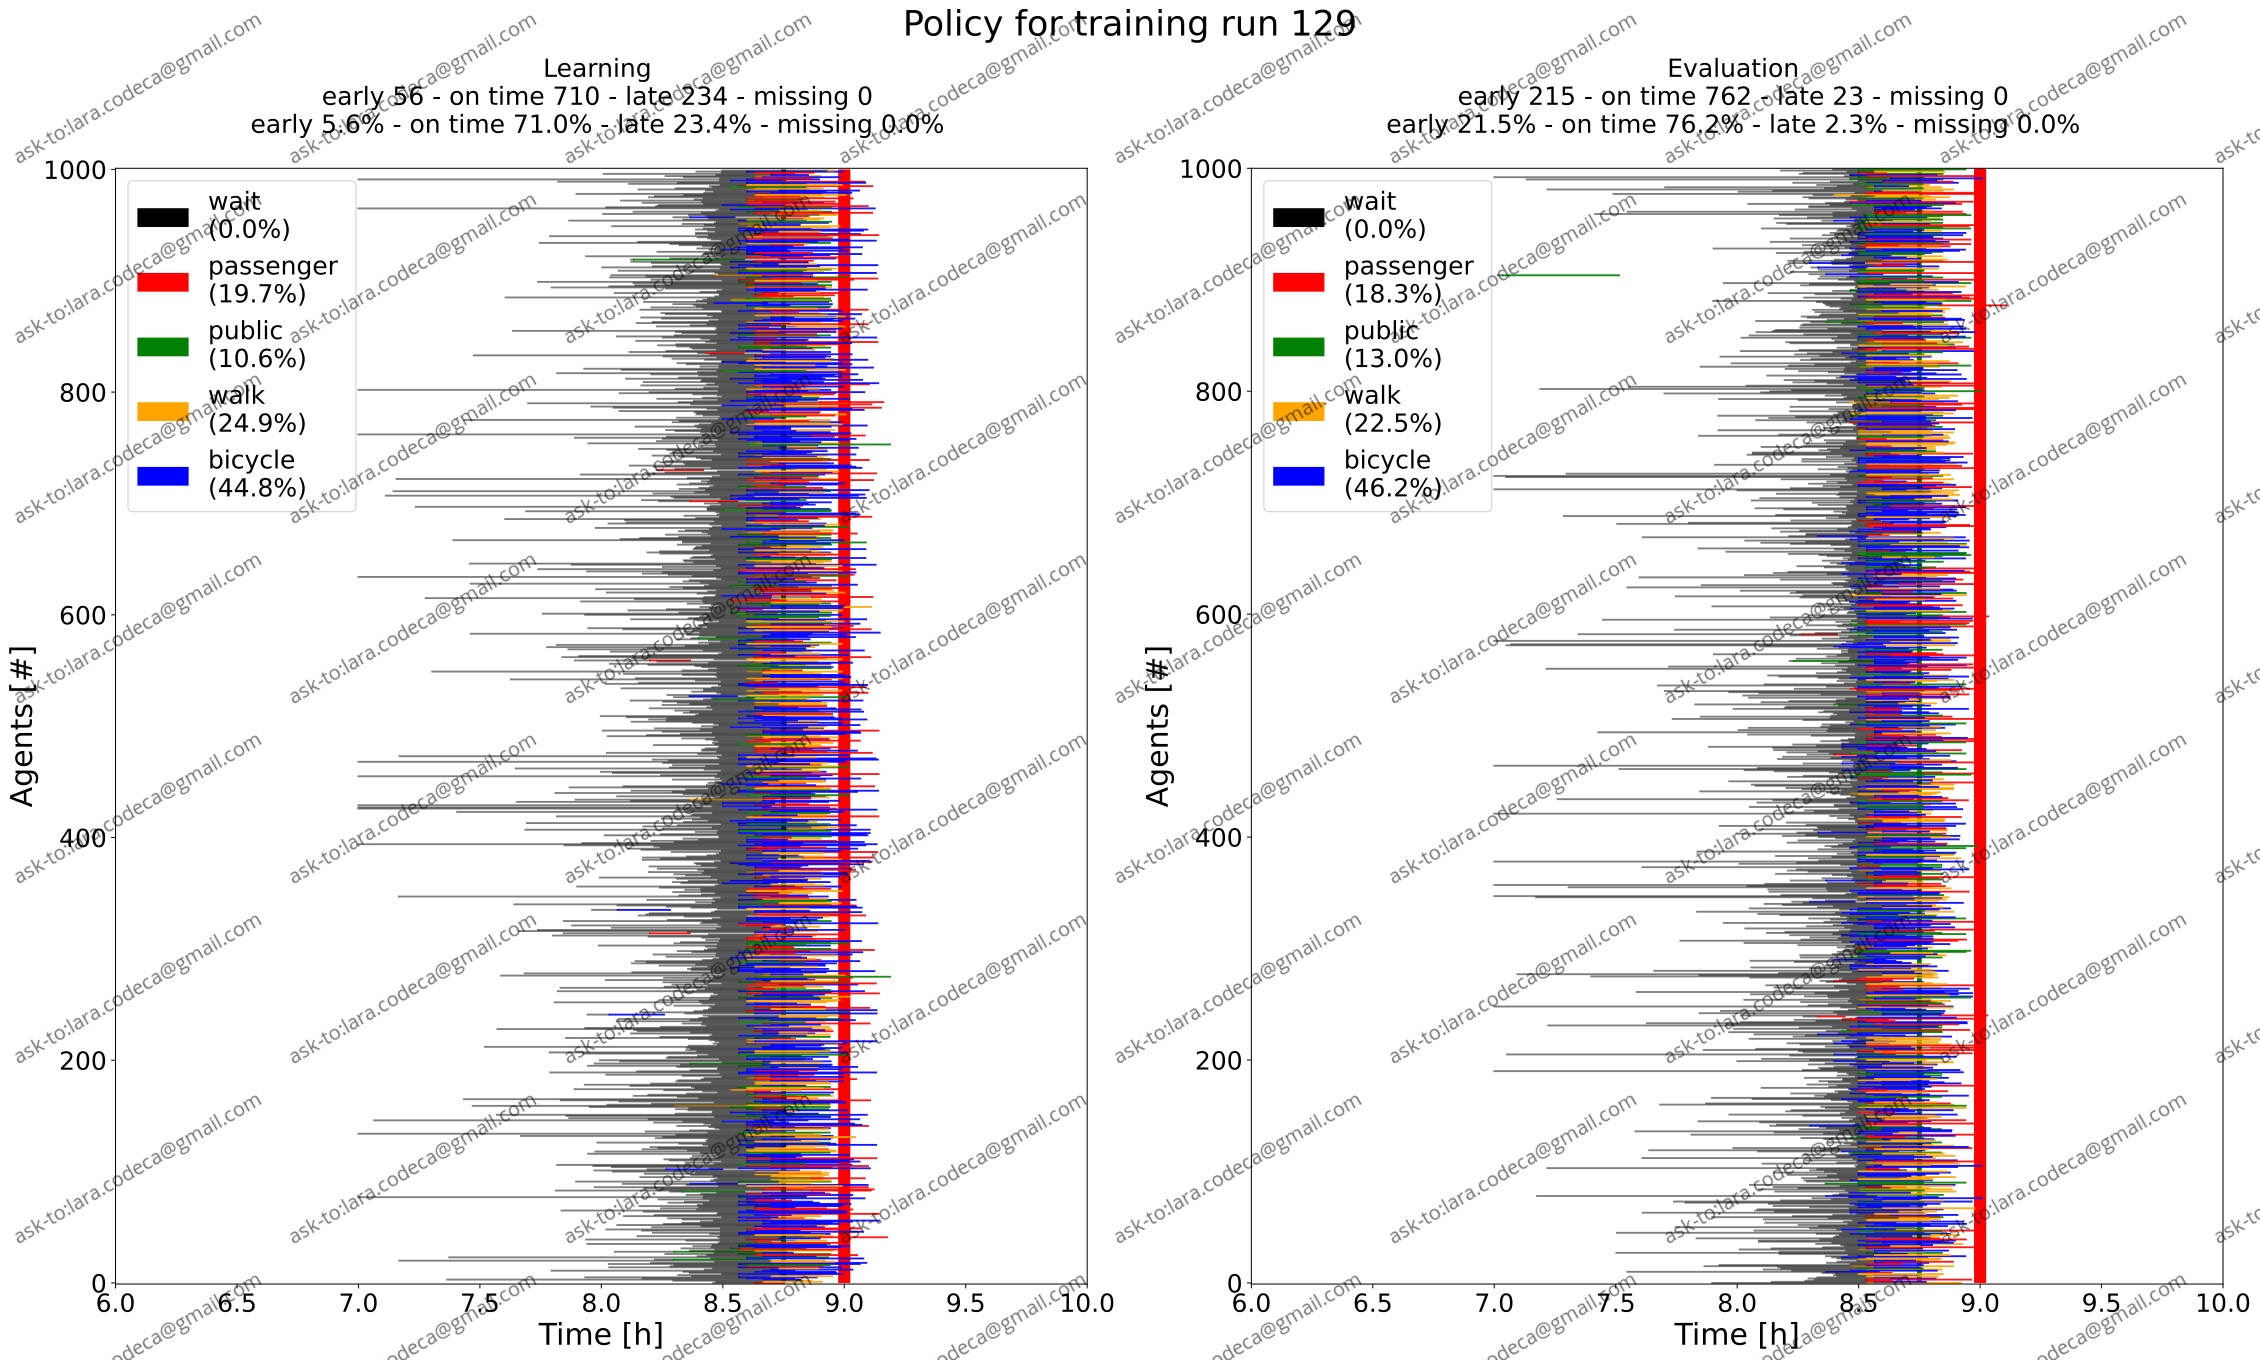 Policy for training run 129
Learning
early 56 - on time 710 - late 234 - missing 0
early 5.6% - on time 71.0% - late 23.4% - missing 0.0%
1000
800
600
400
200
0
Agents [#]
wait
(0.0%)
passenger
(19.7%)
public
(10.6%)
walk
(24.9%)
bicycle
(44.8%)
6.0 6.5 7.0 7.5 8.0 8.5 9.0 9.5 10.0
Time [h]
Evaluation
early 215 - on time 762 - late 23 - missing 0
early 21.5% - on time 76.2% - late 2.3% - missing 0.0%
1000
800
600
400
200
0
Agents [#]
wait
(0.0%)
passenger
(18.3%)
public
(13.0%)
walk
(22.5%)
bicycle
(46.2%)
6.0 6.5 7.0 7.5 8.0 8.5 9.0 9.5 10.0
Time [h]
ask-to:lara.codeca@gmail.com